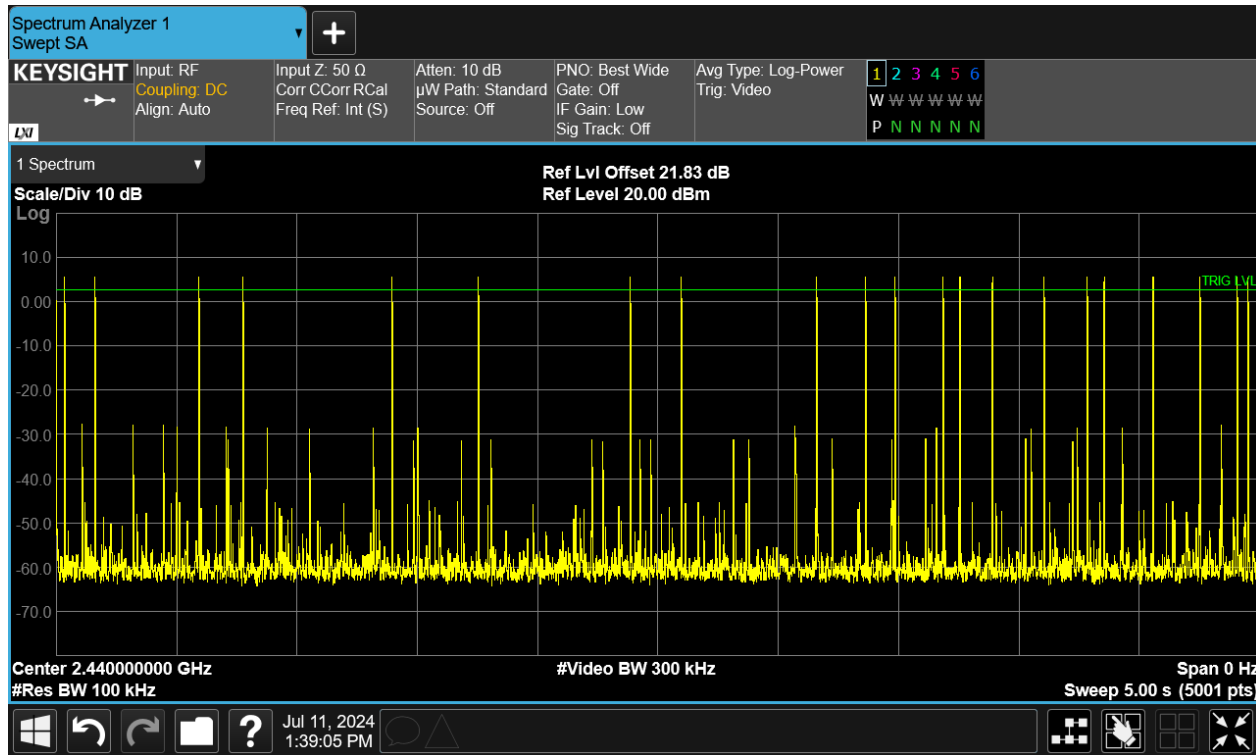 Spectrum Analyzer 1
Swept SA
+
KEYSIGHT
LXI
Input: RF
Coupling: DC
Align: Auto
Input Z: 50 Ω
Corr CCorr RCal
Freq Ref: Int (S)
Atten: 10 dB
µW Path: Standard
Source: Off
PNO: Best Wide
Gate: Off
IF Gain: Low
Sig Track: Off
Avg Type: Log-Power
Trig: Video
1 2 3 4 5 6
W W W W W W
P N N N N N
1 Spectrum
Scale/Div 10 dB
Ref Lvl Offset 21.83 dB
Ref Level 20.00 dBm
Log
10.0
0.00
-10.0
-20.0
-30.0
-40.0
-50.0
-60.0
-70.0
TRIG LVL
Center 2.440000000 GHz
#Res BW 100 kHz
#Video BW 300 kHz
Span 0 Hz
Sweep 5.00 s (5001 pts)
?
Jul 11, 2024
1:39:05 PM